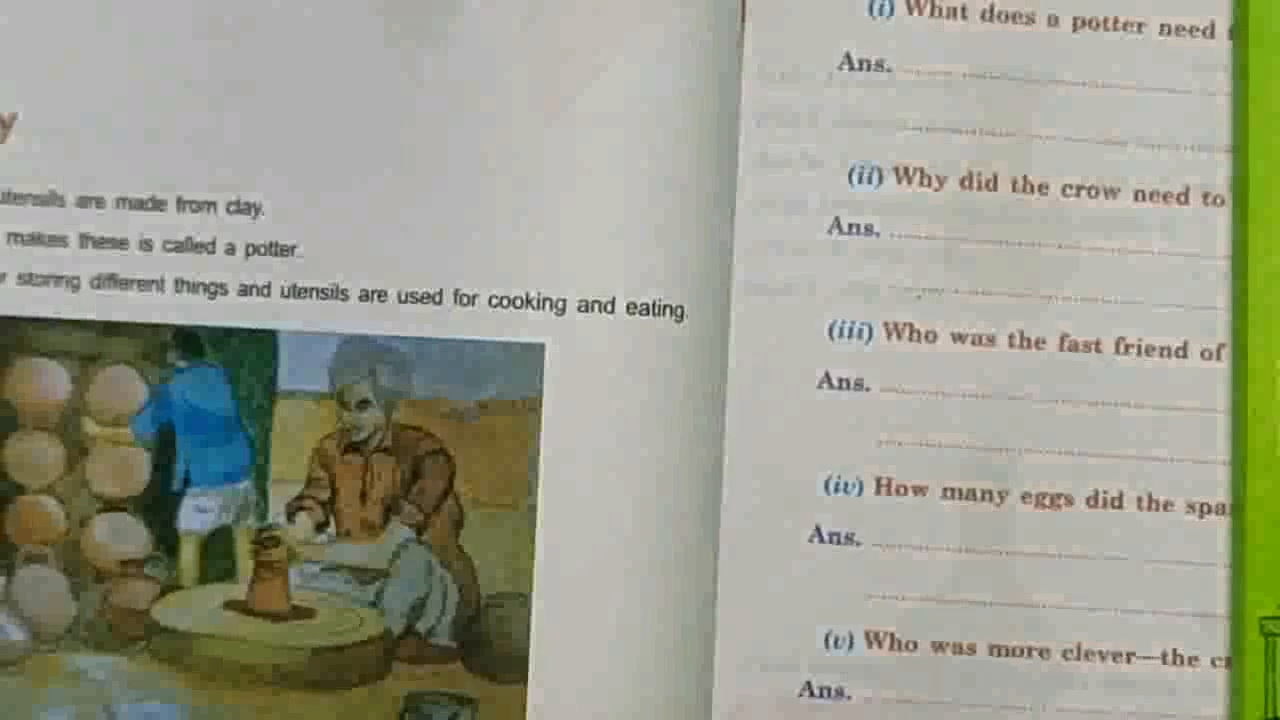 y
utensils are made from clay.
makes these is called a potter.
storing different things and utensils are used for cooking and eating.
(i) What does a potter need
Ans.
(ii) Why did the crow need to
Ans.
(iii) Who was the fast friend of
Ans.
(iv) How many eggs did the spa
Ans.
(v) Who was more clever—the
Ans.